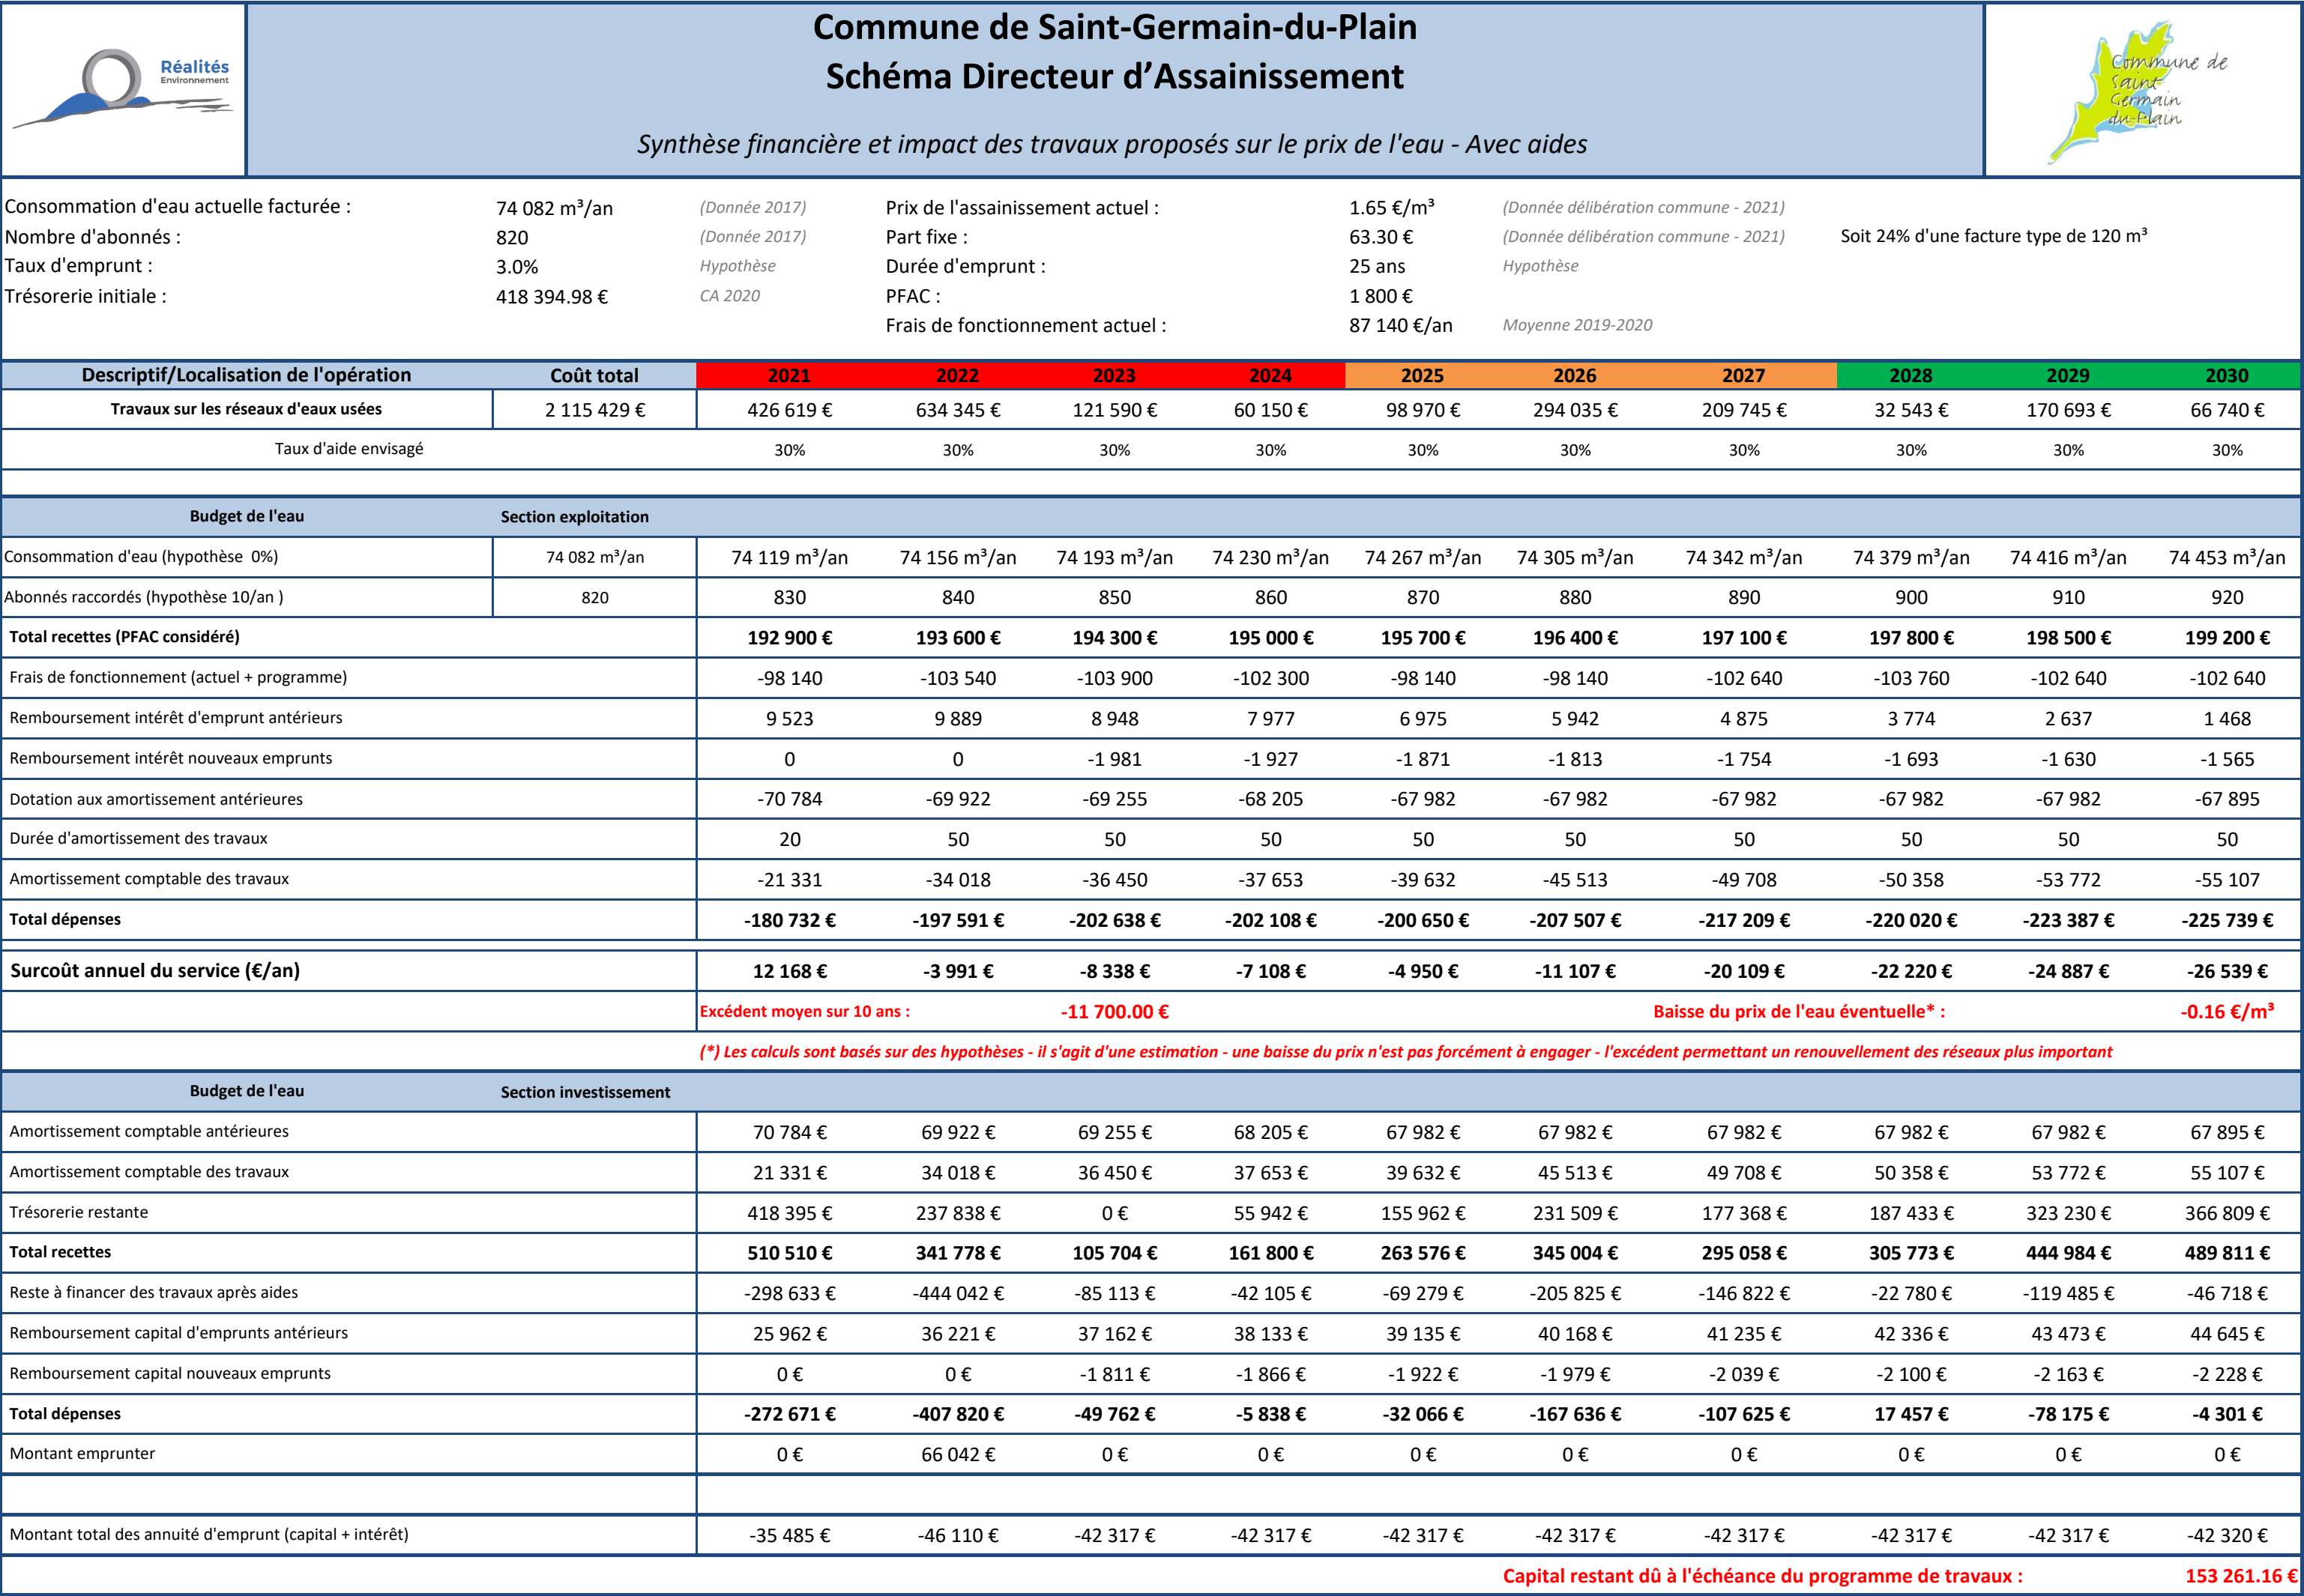 Réalités
Environnement
Commune de Saint-Germain-du-Plain
Schéma Directeur d’Assainissement
Synthèse financière et impact des travaux proposés sur le prix de l'eau - Avec aides
Commune de
Saint-
Germain
du-Plain
Consommation d'eau actuelle facturée : 74 082 m³/an (Donnée 2017) Prix de l'assainissement actuel : 1.65 €/m³ (Donnée délibération commune - 2021)
Nombre d'abonnés : 820 (Donnée 2017) Part fixe : 63.30 € (Donnée délibération commune - 2021) Soit 24% d'une facture type de 120 m³
Taux d'emprunt : 3.0% Hypothèse Durée d'emprunt : 25 ans Hypothèse
Trésorerie initiale : 418 394.98 € CA 2020 PFAC : 1 800 €
Frais de fonctionnement actuel : 87 140 €/an Moyenne 2019-2020
Descriptif/Localisation de l'opération Coût total 2021 2022 2023 2024 2025 2026 2027 2028 2029 2030
Travaux sur les réseaux d'eaux usées 2 115 429 € 426 619 € 634 345 € 121 590 € 60 150 € 98 970 € 294 035 € 209 745 € 32 543 € 170 693 € 66 740 €
Taux d'aide envisagé 30% 30% 30% 30% 30% 30% 30% 30% 30% 30%
Budget de l'eau Section exploitation
Consommation d'eau (hypothèse 0%) 74 082 m³/an 74 119 m³/an 74 156 m³/an 74 193 m³/an 74 230 m³/an 74 267 m³/an 74 305 m³/an 74 342 m³/an 74 379 m³/an 74 416 m³/an 74 453 m³/an
Abonnés raccordés (hypothèse 10/an ) 820 830 840 850 860 870 880 890 900 910 920
Total recettes (PFAC considéré) 192 900 € 193 600 € 194 300 € 195 000 € 195 700 € 196 400 € 197 100 € 197 800 € 198 500 € 199 200 €
Frais de fonctionnement (actuel + programme) -98 140 -103 540 -103 900 -102 300 -98 140 -98 140 -102 640 -103 760 -102 640 -102 640
Remboursement intérêt d'emprunt antérieurs 9 523 9 889 8 948 7 977 6 975 5 942 4 875 3 774 2 637 1 468
Remboursement intérêt nouveaux emprunts 0 0 -1 981 -1 927 -1 871 -1 813 -1 754 -1 693 -1 630 -1 565
Dotation aux amortissement antérieures -70 784 -69 922 -69 255 -68 205 -67 982 -67 982 -67 982 -67 982 -67 982 -67 895
Durée d'amortissement des travaux 20 50 50 50 50 50 50 50 50 50
Amortissement comptable des travaux -21 331 -34 018 -36 450 -37 653 -39 632 -45 513 -49 708 -50 358 -53 772 -55 107
Total dépenses -180 732 € -197 591 € -202 638 € -202 108 € -200 650 € -207 507 € -217 209 € -220 020 € -223 387 € -225 739 €
Surcoût annuel du service (€/an) 12 168 € -3 991 € -8 338 € -7 108 € -4 950 € -11 107 € -20 109 € -22 220 € -24 887 € -26 539 €
Excédent moyen sur 10 ans : -11 700.00 € Baisse du prix de l'eau éventuelle* : -0.16 €/m³
(*) Les calculs sont basés sur des hypothèses - il s'agit d'une estimation - une baisse du prix n'est pas forcément à engager - l'excédent permettant un renouvellement des réseaux plus important
Budget de l'eau Section investissement
Amortissement comptable antérieures 70 784 € 69 922 € 69 255 € 68 205 € 67 982 € 67 982 € 67 982 € 67 982 € 67 982 € 67 895 €
Amortissement comptable des travaux 21 331 € 34 018 € 36 450 € 37 653 € 39 632 € 45 513 € 49 708 € 50 358 € 53 772 € 55 107 €
Trésorerie restante 418 395 € 237 838 € 0 € 55 942 € 155 962 € 231 509 € 177 368 € 187 433 € 323 230 € 366 809 €
Total recettes 510 510 € 341 778 € 105 704 € 161 800 € 263 576 € 345 004 € 295 058 € 305 773 € 444 984 € 489 811 €
Reste à financer des travaux après aides -298 633 € -444 042 € -85 113 € -42 105 € -69 279 € -205 825 € -146 822 € -22 780 € -119 485 € -46 718 €
Remboursement capital d'emprunts antérieurs 25 962 € 36 221 € 37 162 € 38 133 € 39 135 € 40 168 € 41 235 € 42 336 € 43 473 € 44 645 €
Remboursement capital nouveaux emprunts 0 € 0 € -1 811 € -1 866 € -1 922 € -1 979 € -2 039 € -2 100 € -2 163 € -2 228 €
Total dépenses -272 671 € -407 820 € -49 762 € -5 838 € -32 066 € -167 636 € -107 625 € 17 457 € -78 175 € -4 301 €
Montant emprunter 0 € 66 042 € 0 € 0 € 0 € 0 € 0 € 0 € 0 € 0 €
Montant total des annuité d'emprunt (capital + intérêt) -35 485 € -46 110 € -42 317 € -42 317 € -42 317 € -42 317 € -42 317 € -42 317 € -42 317 € -42 320 €
Capital restant dû à l'échéance du programme de travaux : 153 261.16 €